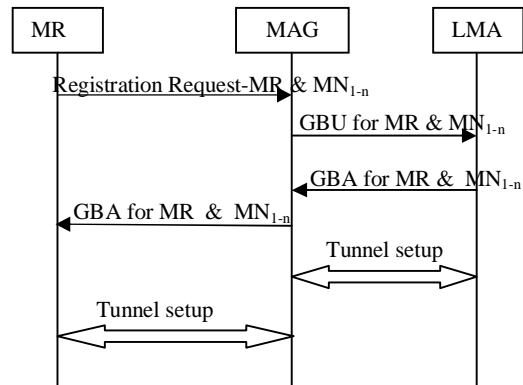 MR MAG LMA
Registration Request-MR & MN1-n
GBU for MR & MN1-n
GBA for MR & MN1-n
GBA for MR & MN1-n
Tunnel setup
Tunnel setup